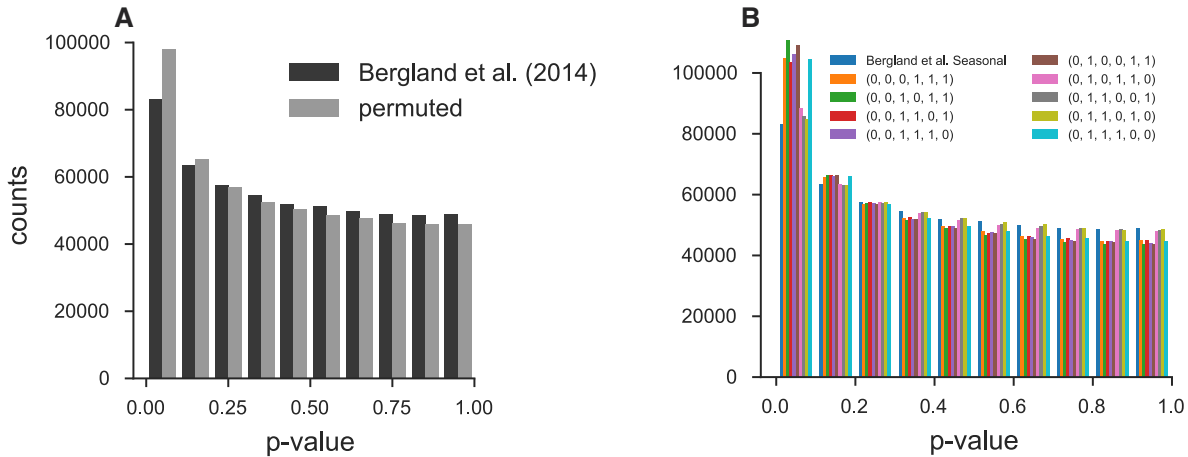 A
100000
80000
60000
40000
20000
0
counts
0.00 0.25 0.50 0.75 1.00
p-value
Bergland et al. (2014)
permuted
B
100000
80000
60000
40000
20000
0
0.0 0.2 0.4 0.6 0.8 1.0
p-value
Bergland et al. Seasonal
(0, 0, 0, 1, 1, 1)
(0, 0, 1, 0, 1, 1)
(0, 0, 1, 1, 0, 1)
(0, 0, 1, 1, 1, 0)
(0, 1, 0, 0, 1, 1)
(0, 1, 0, 1, 1, 0)
(0, 1, 1, 0, 0, 1)
(0, 1, 1, 0, 1, 0)
(0, 1, 1, 1, 0, 0)